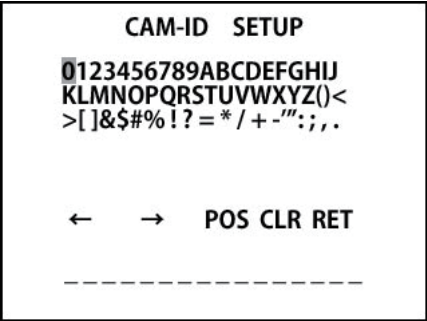 CAM-ID SETUP
0123456789ABCDEFGHIJ
KLMNOPQRSTUVWXYZ()<
>[ ]&$#% ! ? = * / + - "' : ; , .
← → POS CLR RET
_ _ _ _ _ _ _ _ _ _ _ _ _ _ _ _